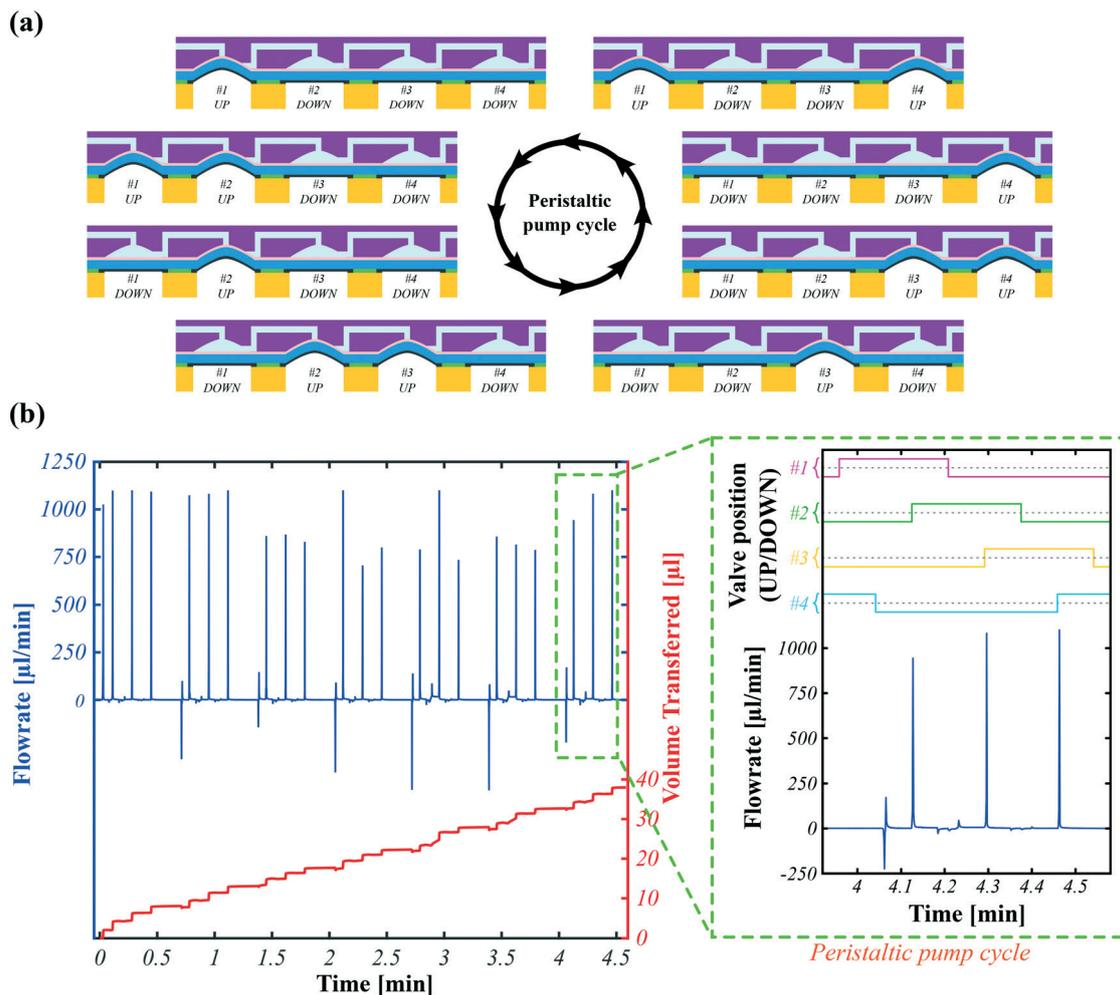 (a)
#1 #2 #3 #4
UP DOWN DOWN DOWN
#1 #2 #3 #4
UP DOWN DOWN UP
#1 #2 #3 #4
UP UP DOWN DOWN
Peristaltic
pump cycle
#1 #2 #3 #4
DOWN DOWN DOWN UP
#1 #2 #3 #4
DOWN UP DOWN DOWN
#1 #2 #3 #4
DOWN DOWN UP UP
#1 #2 #3 #4
DOWN UP UP DOWN
#1 #2 #3 #4
DOWN DOWN UP DOWN
(b)
Flowrate [µl/min]
1250
1000
750
500
250
0
Volume Transferred [µl]
40
30
20
10
0
0 0.5 1 1.5 2 2.5 3 3.5 4 4.5
Time [min]
Valve position
(UP/DOWN)
#1{
#2{
#3{
#4{
Flowrate [µl/min]
1000
750
500
250
0
-250
4 4.1 4.2 4.3 4.4 4.5
Time [min]
Peristaltic pump cycle